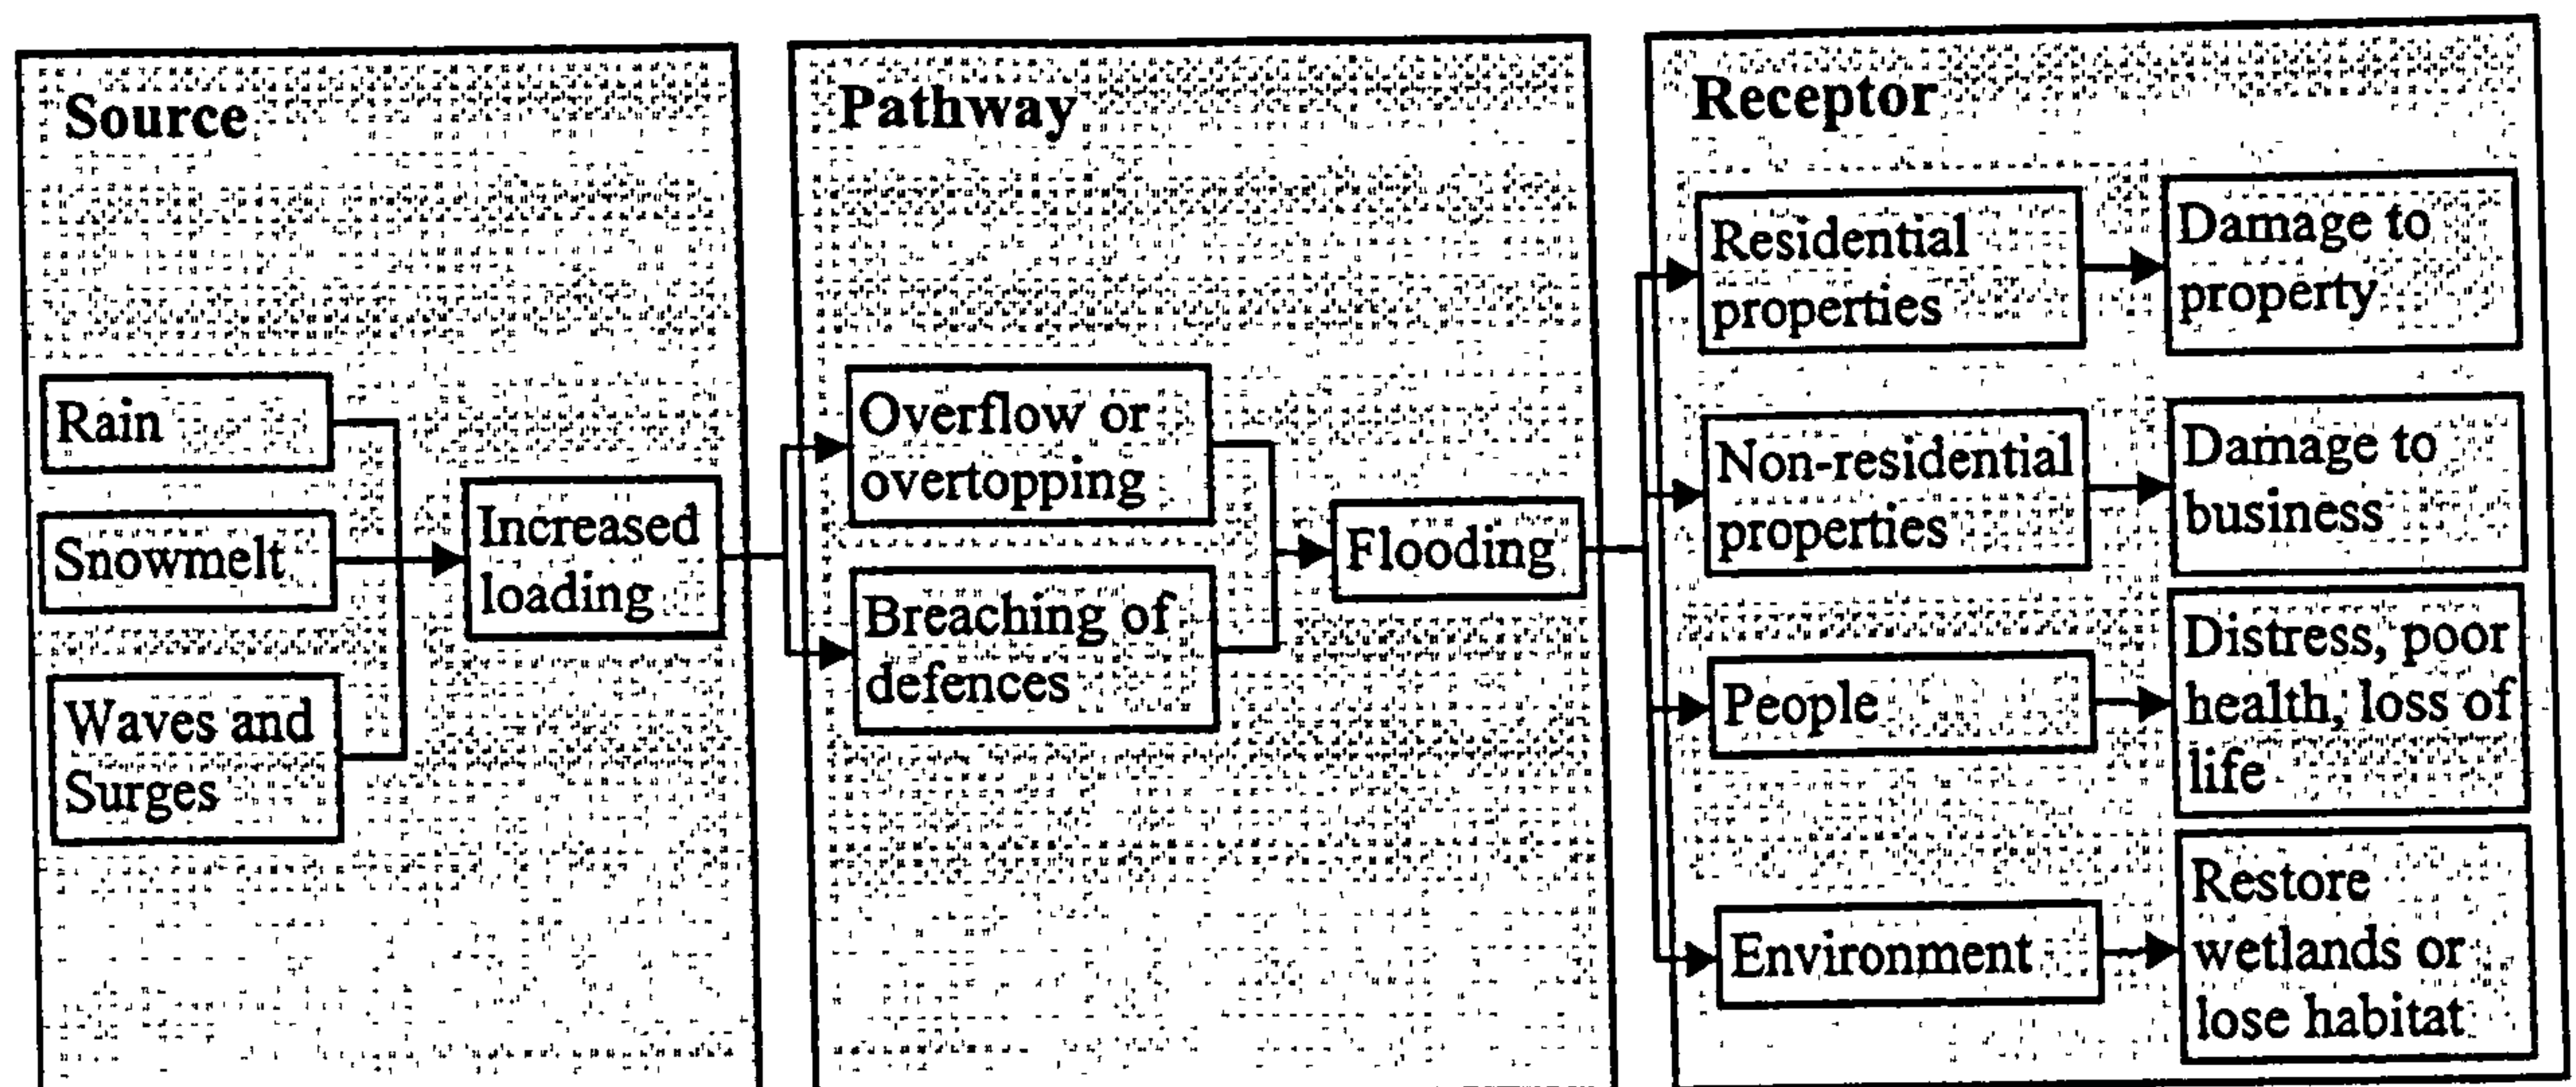 Source
Rain
Snowmelt
Waves and
Surges
Increased
loading
Pathway
Overflow or
overtopping
Breaching of
defences
Flooding
Receptor
Residential
properties
Damage to
property
Non-residential
properties
Damage to
business
People
Distress, poor
health, loss of
life
Environment
Restore
wetlands or
lose habitat